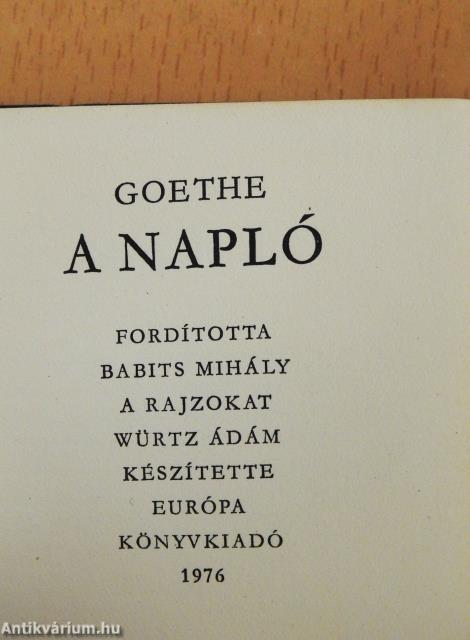 GOETHE
A NAPLÓ
FORDÍTOTTA
BABITS MIHÁLY
A RAJZOKAT
WÜRTZ ÁDÁM
KÉSZÍTETTE
EURÓPA
KÖNYVKIADÓ
1976
Antikvárium.hu